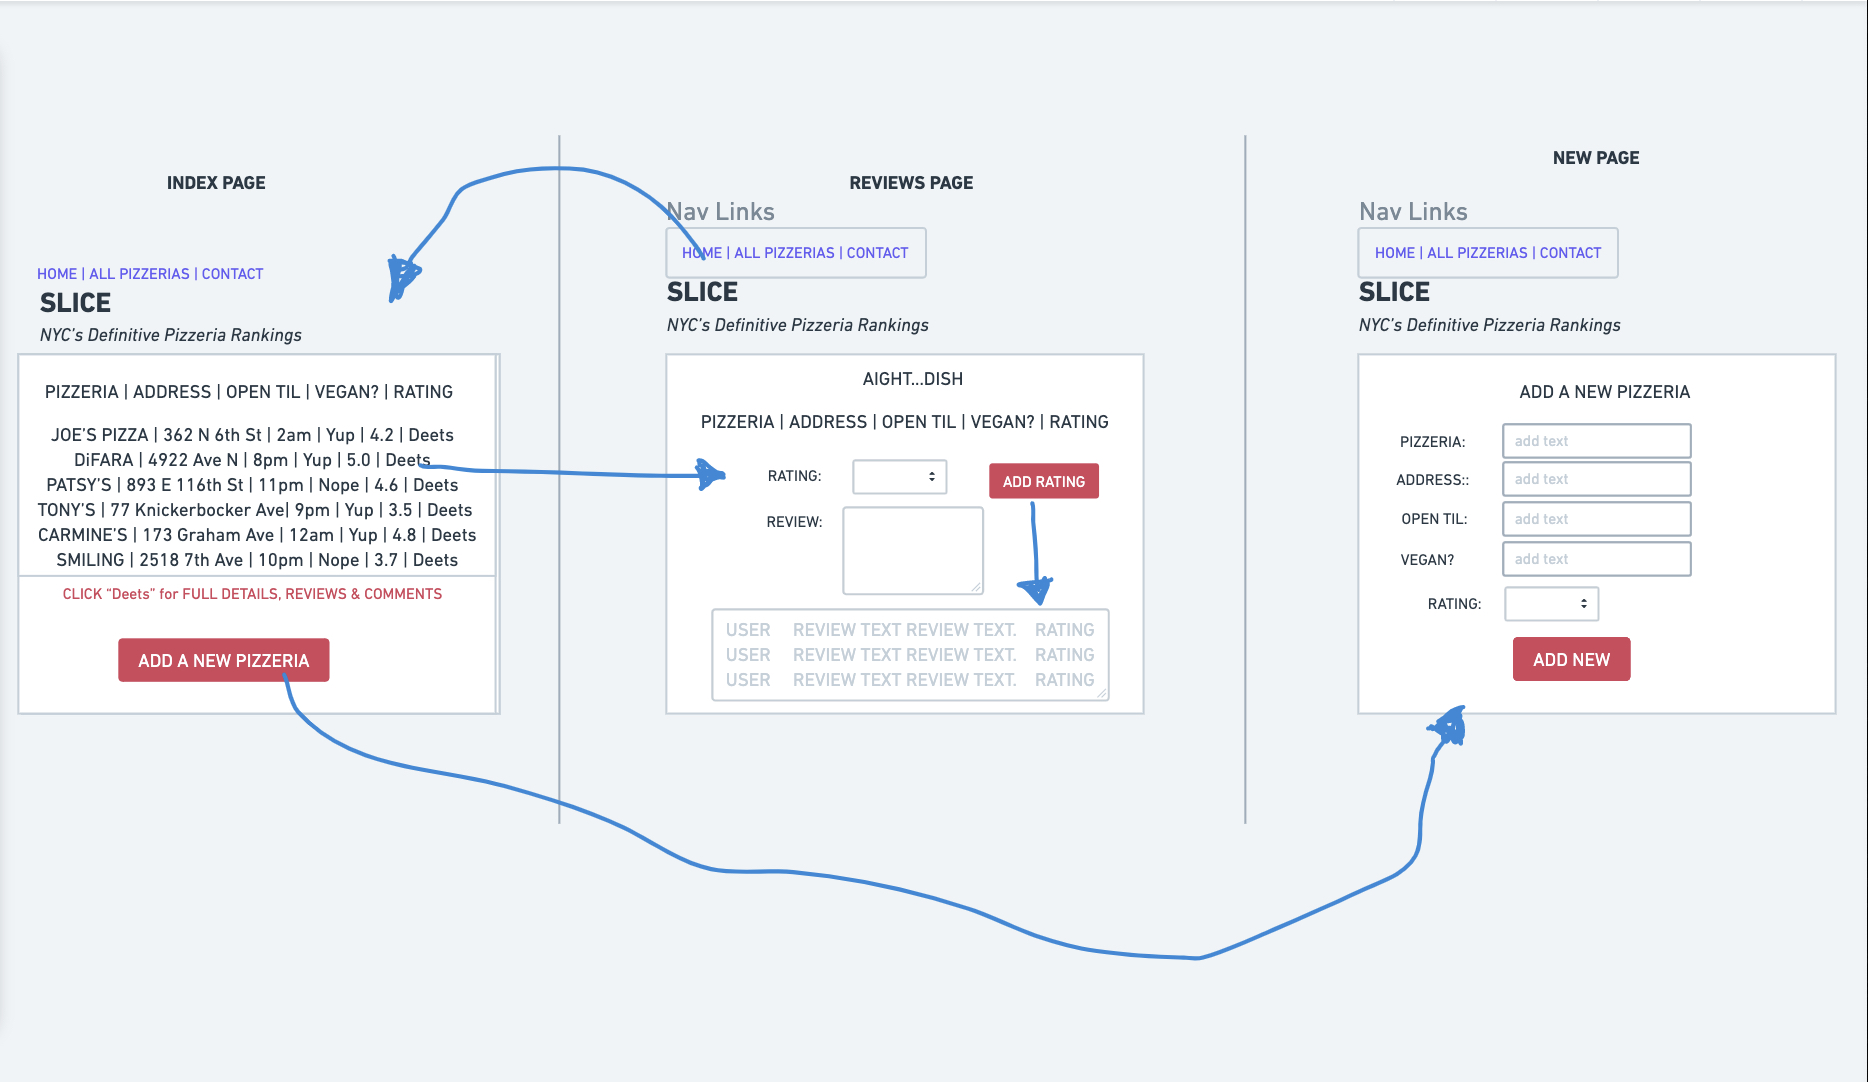 INDEX PAGE
HOME | ALL PIZZERIAS | CONTACT
SLICE
NYC's Definitive Pizzeria Rankings
PIZZERIA | ADDRESS | OPEN TIL | VEGAN? | RATING
JOE'S PIZZA | 362 N 6th St | 2am | Yup | 4.2 | Deets
DiFARA | 4922 Ave N | 8pm | Yup | 5.0 | Deets
PATSY'S | 893 E 116th St | 11pm | Nope | 4.6 | Deets
TONY'S | 77 Knickerbocker Ave| 9pm | Yup | 3.5 | Deets
CARMINE'S | 173 Graham Ave | 12am | Yup | 4.8 | Deets
SMILING | 2518 7th Ave | 10pm | Nope | 3.7 | Deets
CLICK "Deets" for FULL DETAILS, REVIEWS & COMMENTS
ADD A NEW PIZZERIA
REVIEWS PAGE
Nav Links
HOME | ALL PIZZERIAS | CONTACT
SLICE
NYC's Definitive Pizzeria Rankings
AIGHT...DISH
PIZZERIA | ADDRESS | OPEN TIL | VEGAN? | RATING
RATING:
ADD RATING
REVIEW:
USER REVIEW TEXT REVIEW TEXT. RATING
USER REVIEW TEXT REVIEW TEXT. RATING
USER REVIEW TEXT REVIEW TEXT. RATING
NEW PAGE
Nav Links
HOME | ALL PIZZERIAS | CONTACT
SLICE
NYC's Definitive Pizzeria Rankings
ADD A NEW PIZZERIA
PIZZERIA: add text
ADDRESS:: add text
OPEN TIL: add text
VEGAN? add text
RATING:
ADD NEW